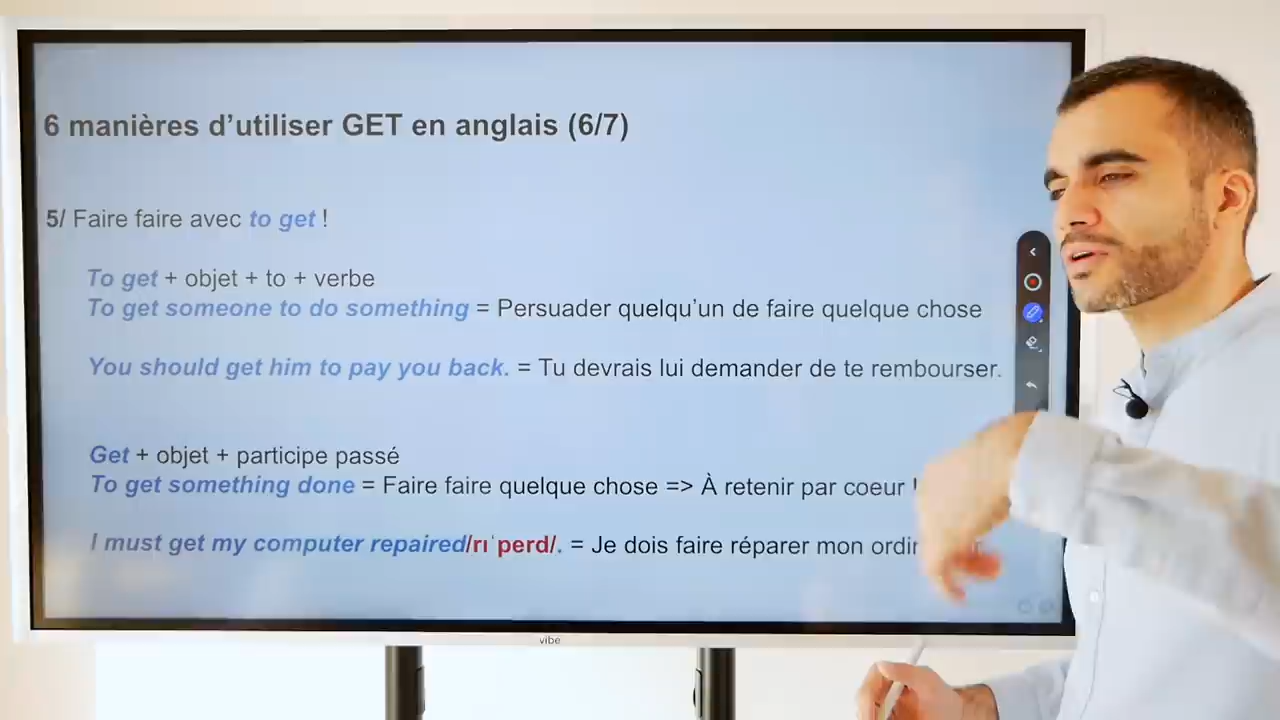 6 manières d'utiliser GET en anglais (6/7)
5/ Faire faire avec to get !
To get + objet + to + verbe
To get someone to do something = Persuader quelqu'un de faire quelque chose
You should get him to pay you back. = Tu devrais lui demander de te rembourser.
Get + objet + participe passé
To get something done = Faire faire quelque chose => À retenir par coeur !
I must get my computer repaired/rɪˈperd/. = Je dois faire réparer mon
vibe